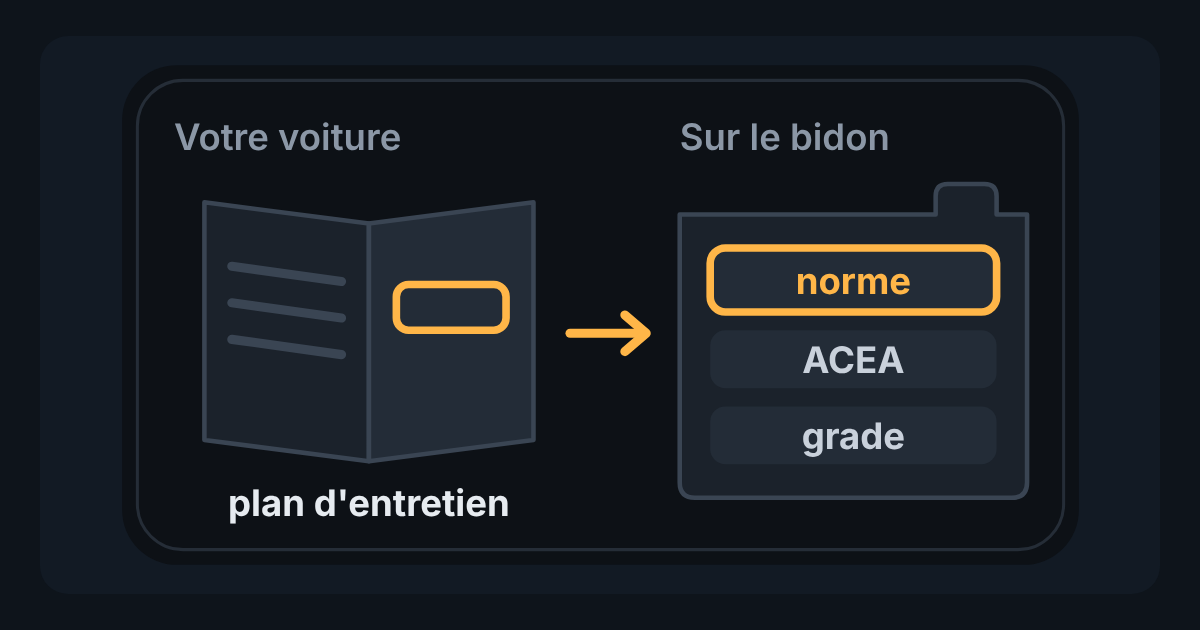 Votre voiture
Sur le bidon
norme
ACEA
grade
plan d'entretien